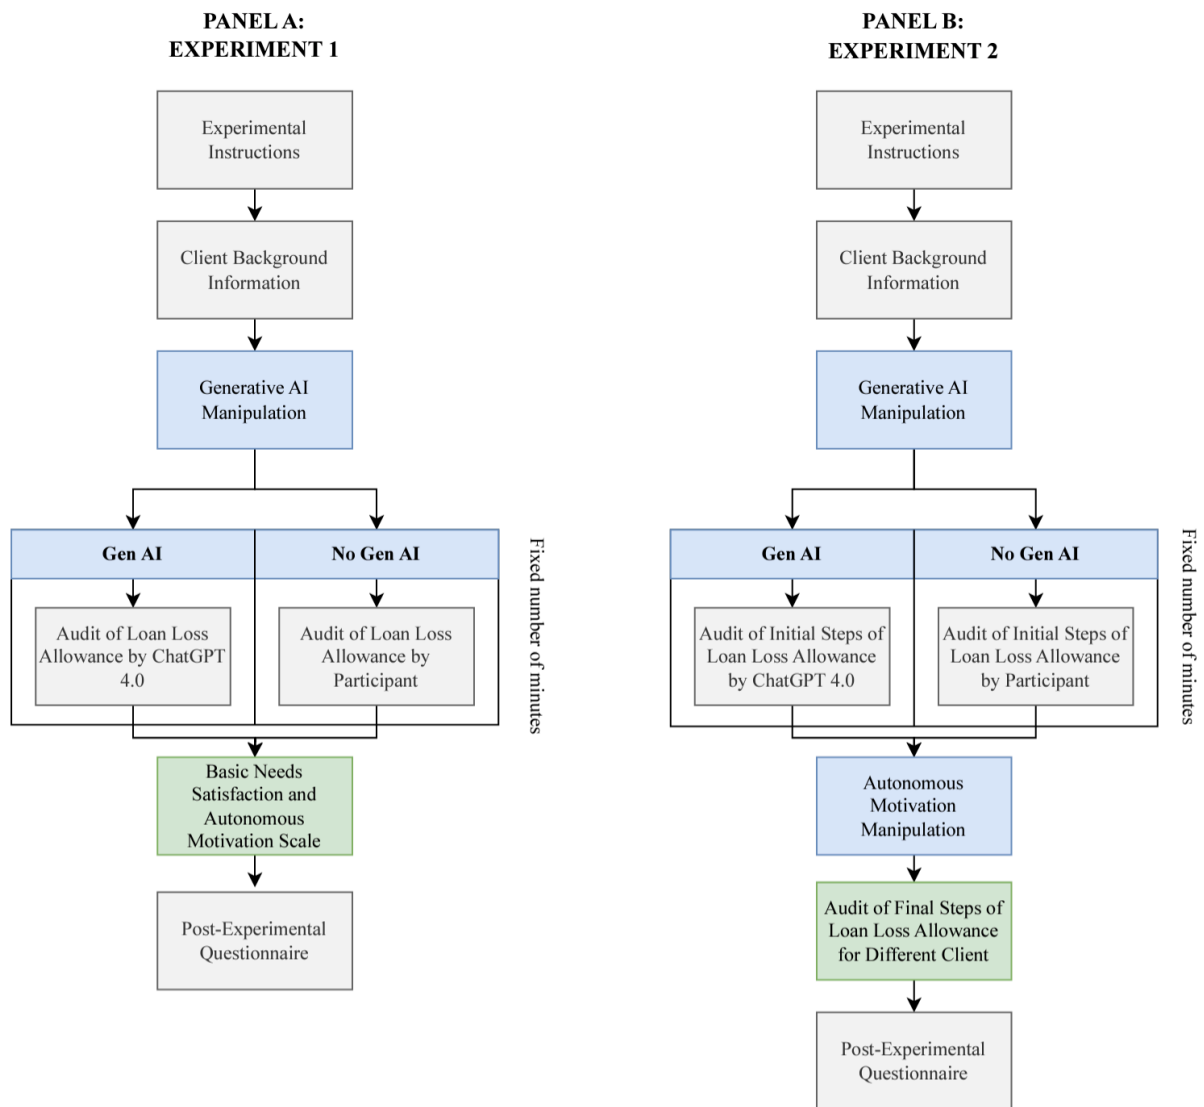 PANEL A:
EXPERIMENT 1
Experimental
Instructions
Client Background
Information
Generative AI
Manipulation
Gen AI
No Gen AI
Audit of Loan Loss
Allowance by ChatGPT
4.0
Audit of Loan Loss
Allowance by
Participant
Fixed number of minutes
Basic Needs
Satisfaction and
Autonomous
Motivation Scale
Post-Experimental
Questionnaire
PANEL B:
EXPERIMENT 2
Experimental
Instructions
Client Background
Information
Generative AI
Manipulation
Gen AI
No Gen AI
Audit of Initial Steps of
Loan Loss Allowance
by ChatGPT 4.0
Audit of Initial Steps of
Loan Loss Allowance
by Participant
Fixed number of minutes
Autonomous
Motivation
Manipulation
Audit of Final Steps of
Loan Loss Allowance
for Different Client
Post-Experimental
Questionnaire